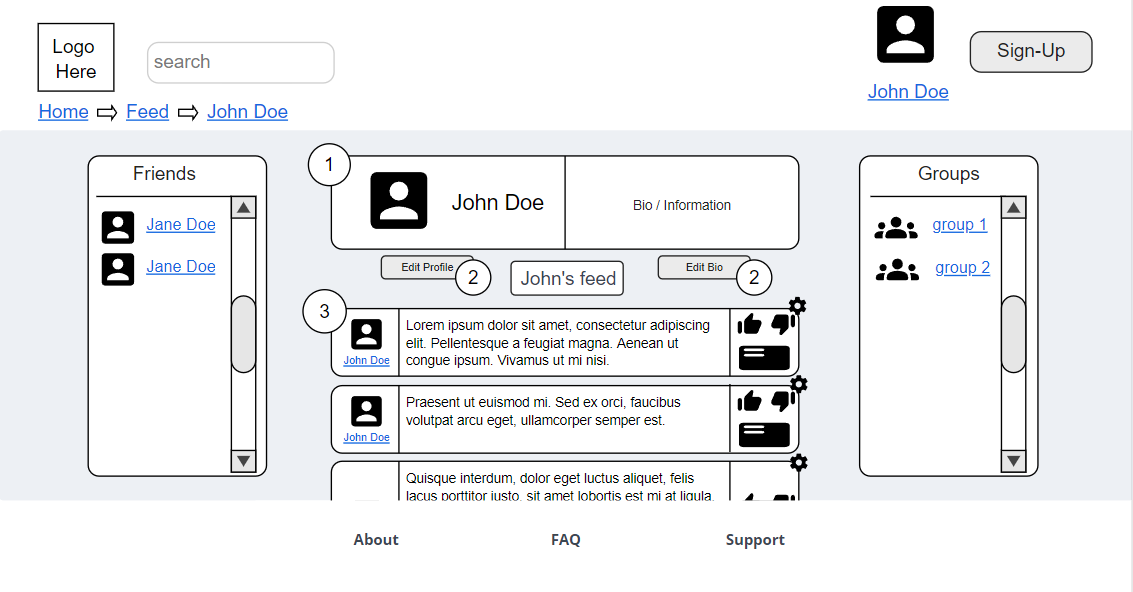 Logo
Here
search
John Doe
Sign-Up
Home
Feed
John Doe
Friends
Jane Doe
Jane Doe
1
John Doe
Bio / Information
Edit Profile
2
John's feed
Edit Bio
2
3
John Doe
Lorem ipsum dolor sit amet, consectetur adipiscing
elit. Pellentesque a feugiat magna. Aenean ut
congue ipsum. Vivamus ut mi nisi.
John Doe
Praesent ut euismod mi. Sed ex orci, faucibus
volutpat arcu eget, ullamcorper semper est.
Quisque interdum, dolor eget luctus aliquet, felis
lacus porttitor justo, sit amet lobortis est mi at ligula.
Groups
group 1
group 2
About
FAQ
Support